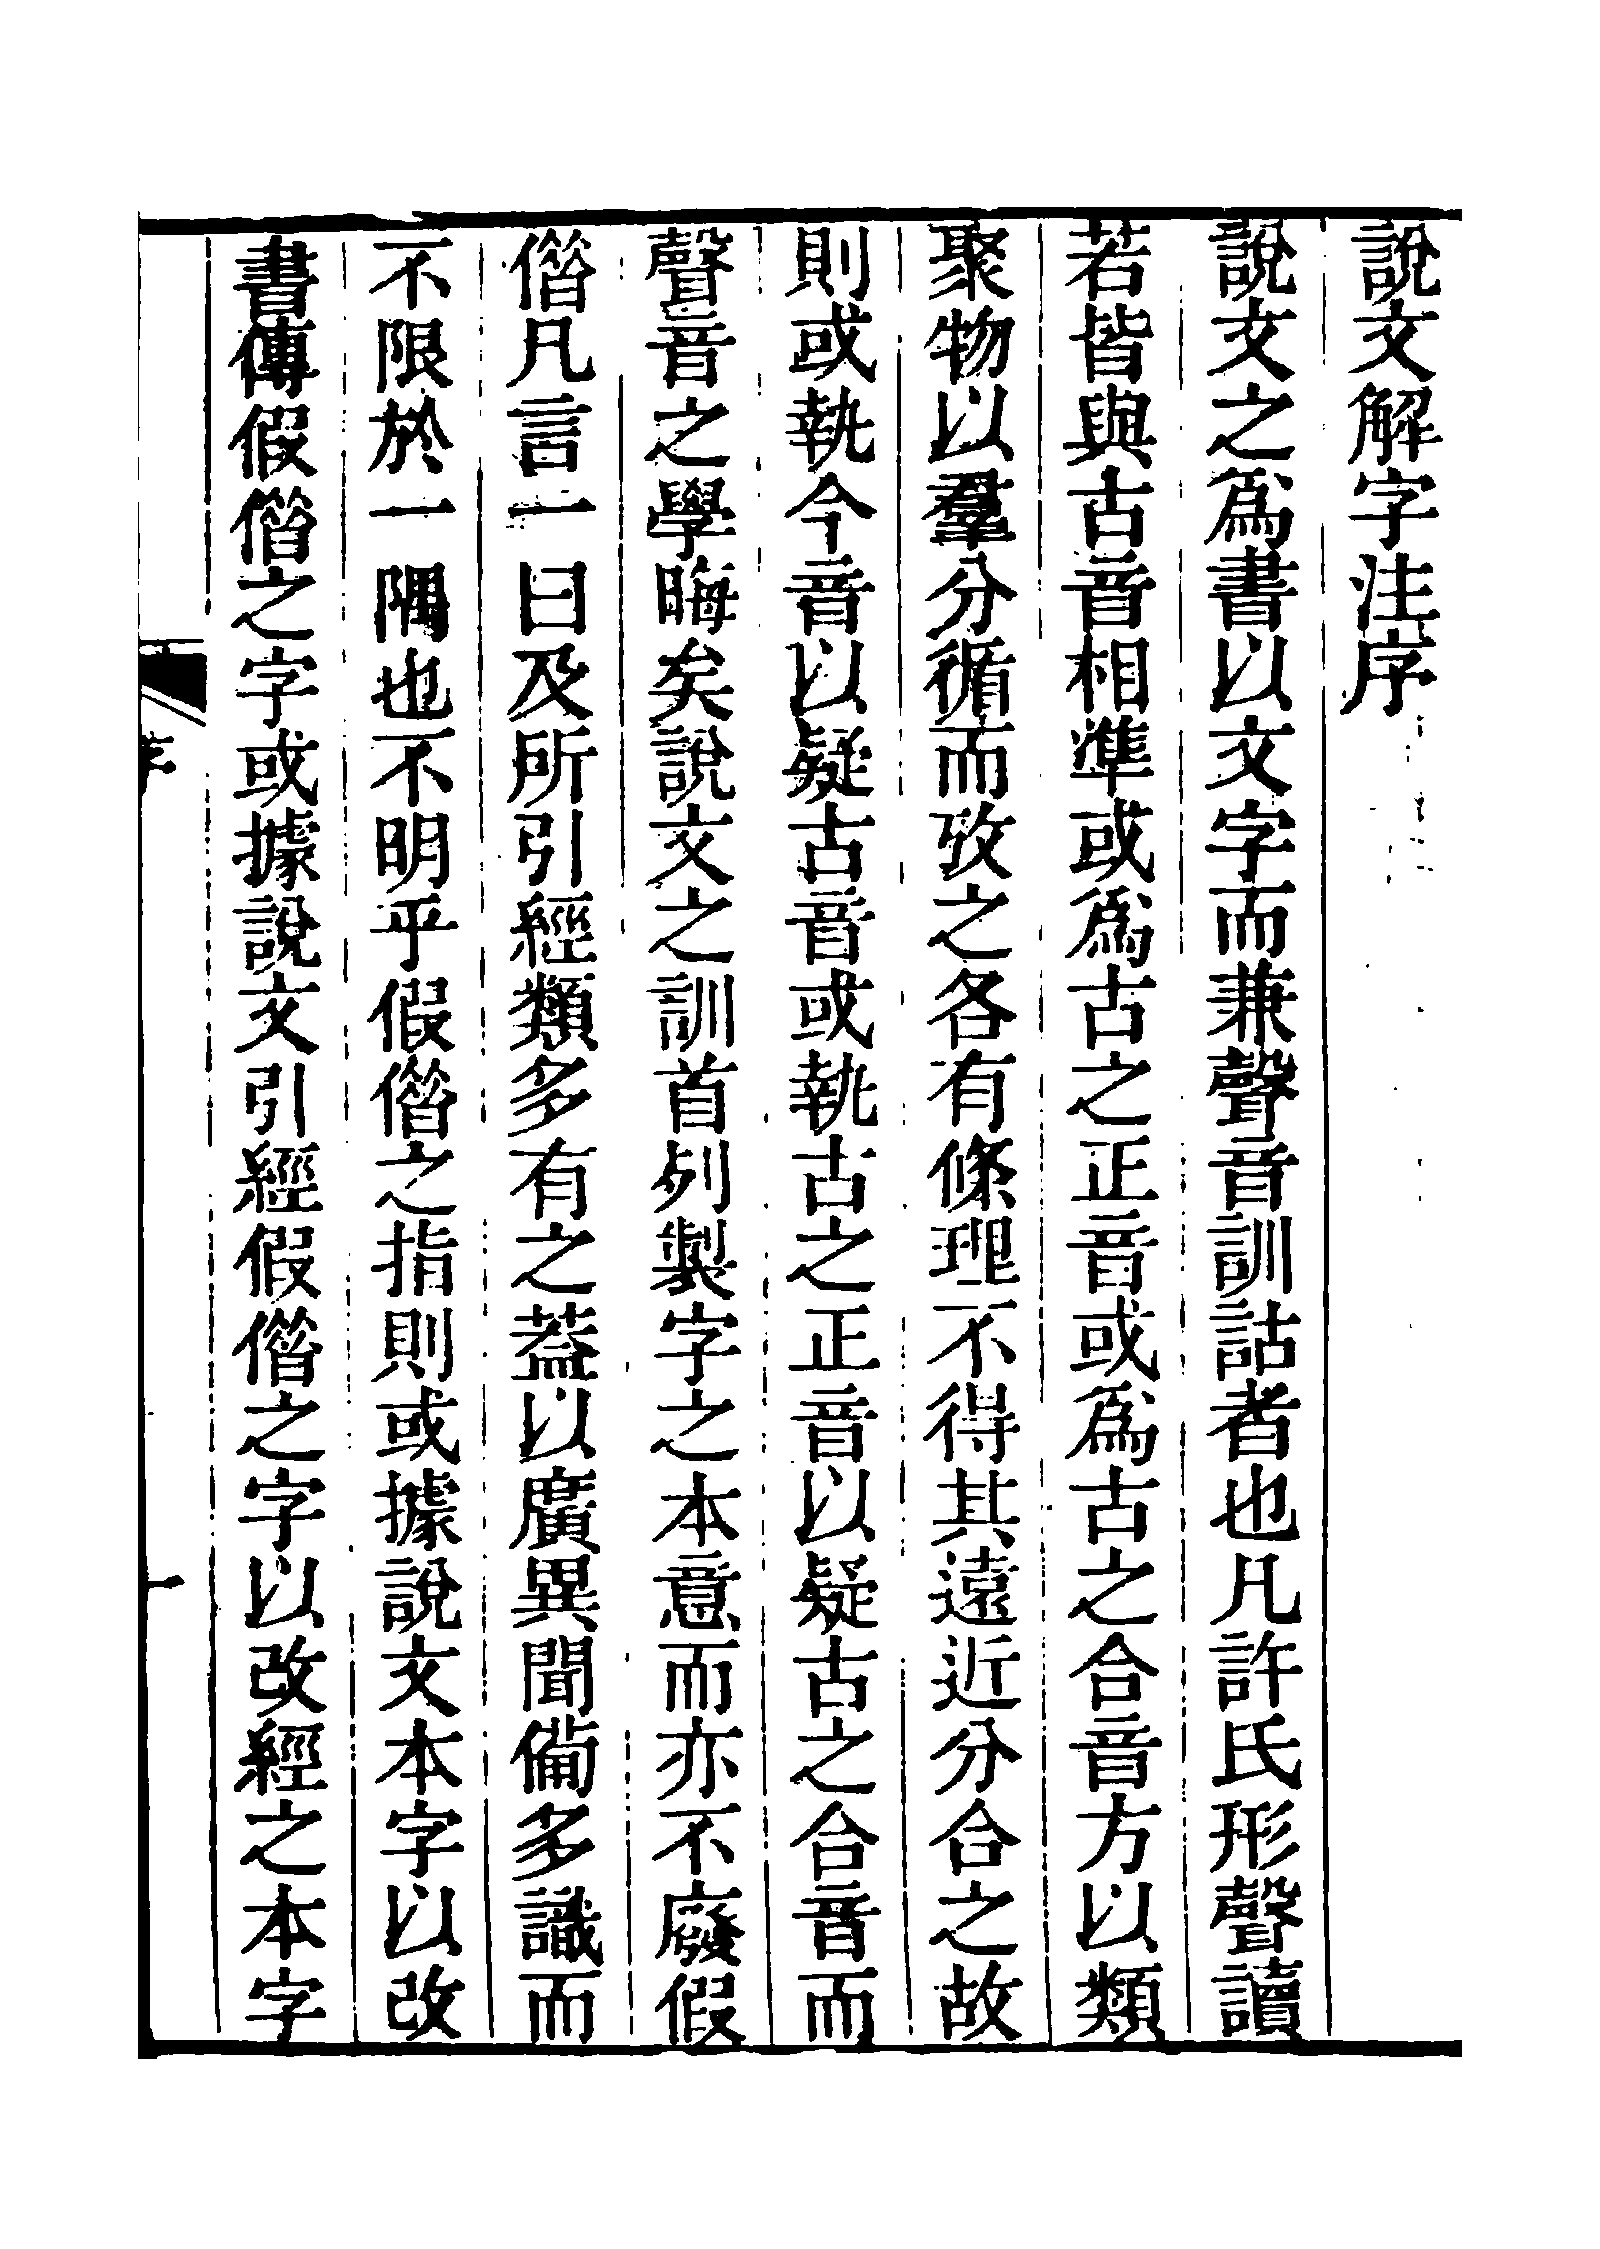 說文解字注序
說文之爲書以文字而兼聲音訓詁者也凡許氏形聲讀
若皆與古音相準或爲古之正音或爲古之合音方以類
聚物以羣分循而攷之各有條理不得其遠近分合之故
則或執今音以疑古音或執古之正音以疑古之合音而
聲音之學晦矣說文之訓首列製字之本意而亦不廢假
僭凡言一曰及所引經類多有之蓋以廣異聞僃多識而
不限於一隅也不明乎假僭之指則或據說文本字以改
書傳假僭之字或據說文引經假僭之字以改經之本字
序
一